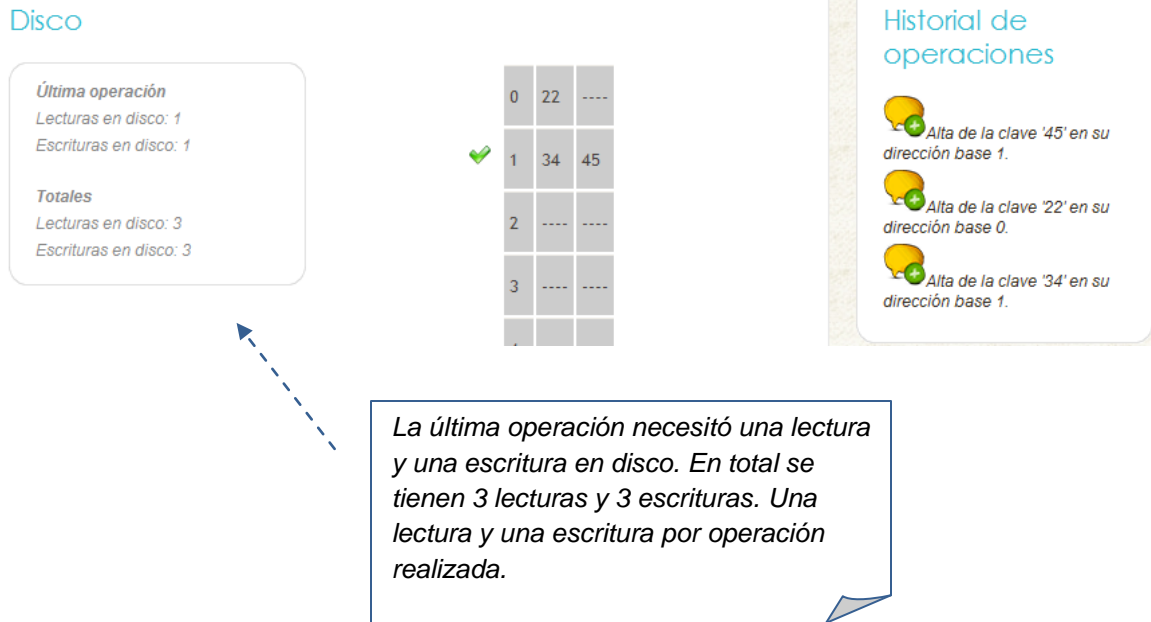 Disco
Última operación
Lecturas en disco: 1
Escrituras en disco: 1
Totales
Lecturas en disco: 3
Escrituras en disco: 3
0 22 ----
1 34 45
2 ---- ----
3 ---- ----
Historial de
operaciones
Alta de la clave '45' en su
dirección base 1.
Alta de la clave '22' en su
dirección base 0.
Alta de la clave '34' en su
dirección base 1.
La última operación necesitó una lectura
y una escritura en disco. En total se
tienen 3 lecturas y 3 escrituras. Una
lectura y una escritura por operación
realizada.